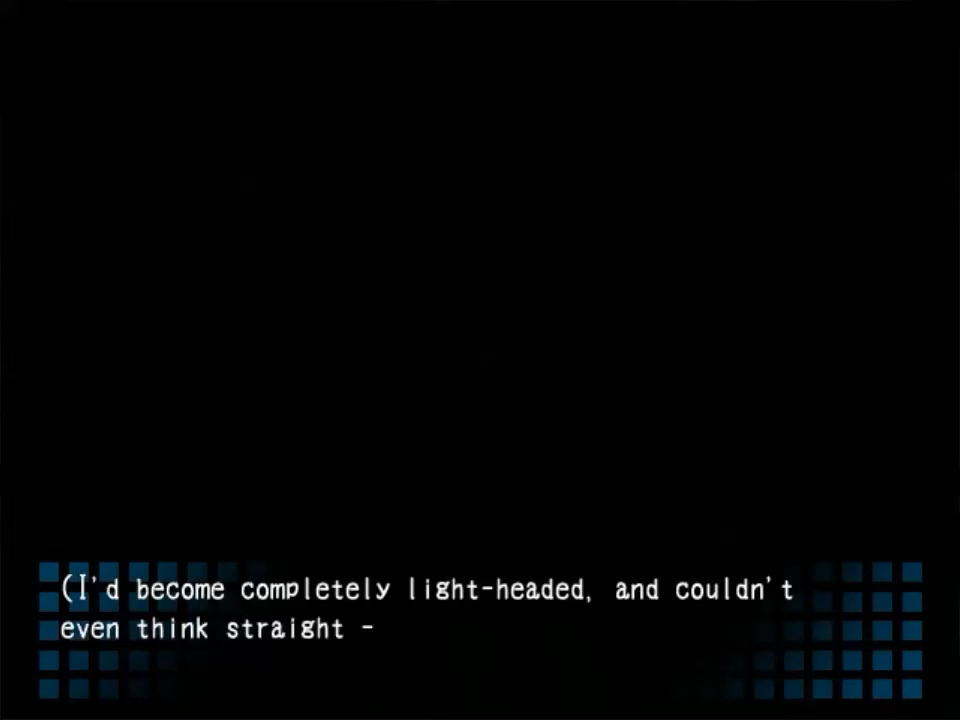 (I'd become completely light-headed, and couldn't
even think straight -